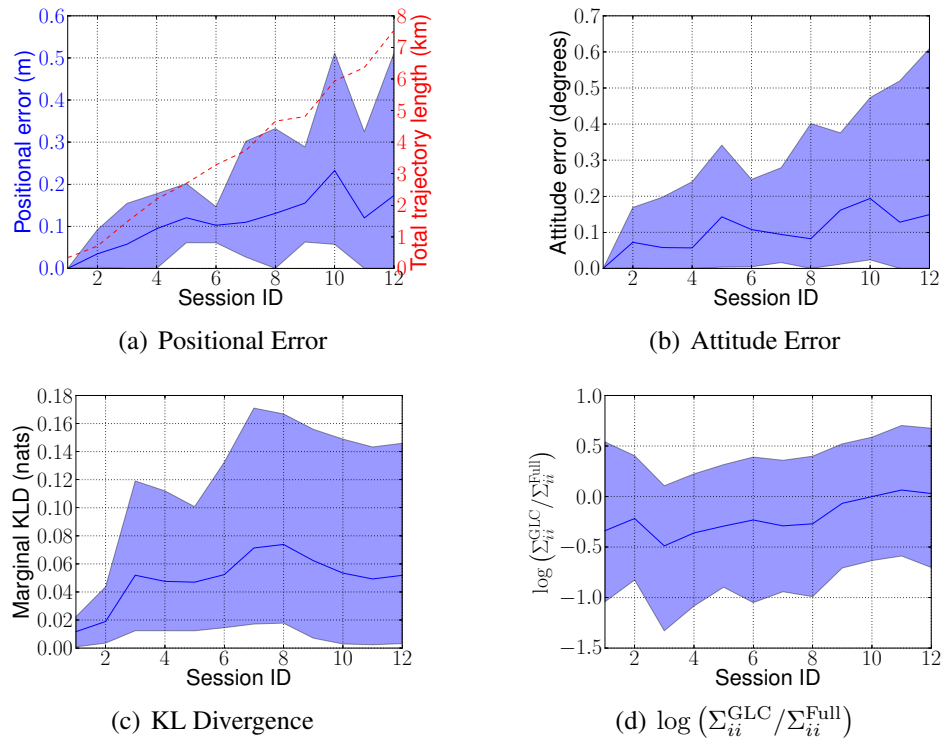 0.6
0.5
0.4
0.3
0.2
0.1
0.0
Positional error (m)
8
7
6
5
4
3
2
1
0
Total trajectory length (km)
2 4 6 8 10 12
Session ID
(a) Positional Error
0.7
0.6
0.5
0.4
0.3
0.2
0.1
0.0
Attitude error (degrees)
2 4 6 8 10 12
Session ID
(b) Attitude Error
0.18
0.16
0.14
0.12
0.10
0.08
0.06
0.04
0.02
0.00
Marginal KLD (nats)
2 4 6 8 10 12
Session ID
(c) KL Divergence
1.0
0.5
0.0
−0.5
−1.0
−1.5
log (Σ_ii^GLC / Σ_ii^Full)
2 4 6 8 10 12
Session ID
(d) log (Σ_ii^GLC / Σ_ii^Full)